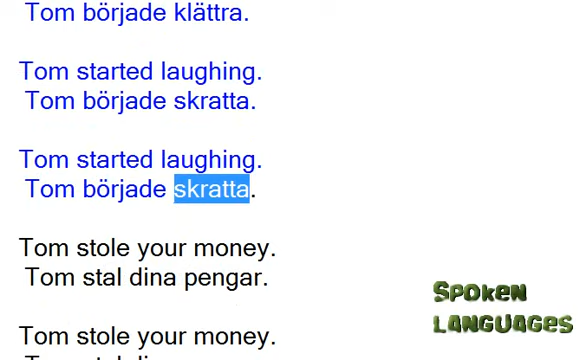 Tom började klättra.
Tom started laughing.
Tom började skratta.
Tom started laughing.
Tom började skratta.
Tom stole your money.
Tom stal dina pengar.
Tom stole your money.
Spoken
Languages